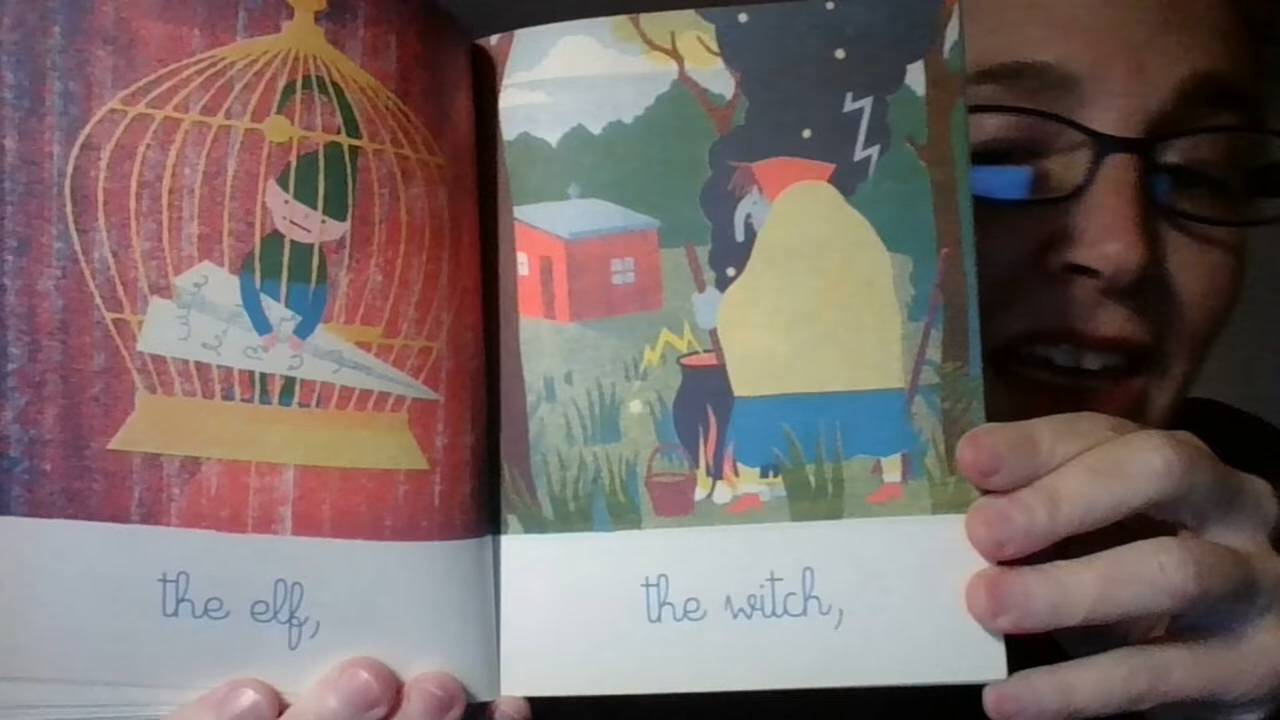 the elf,
the witch,